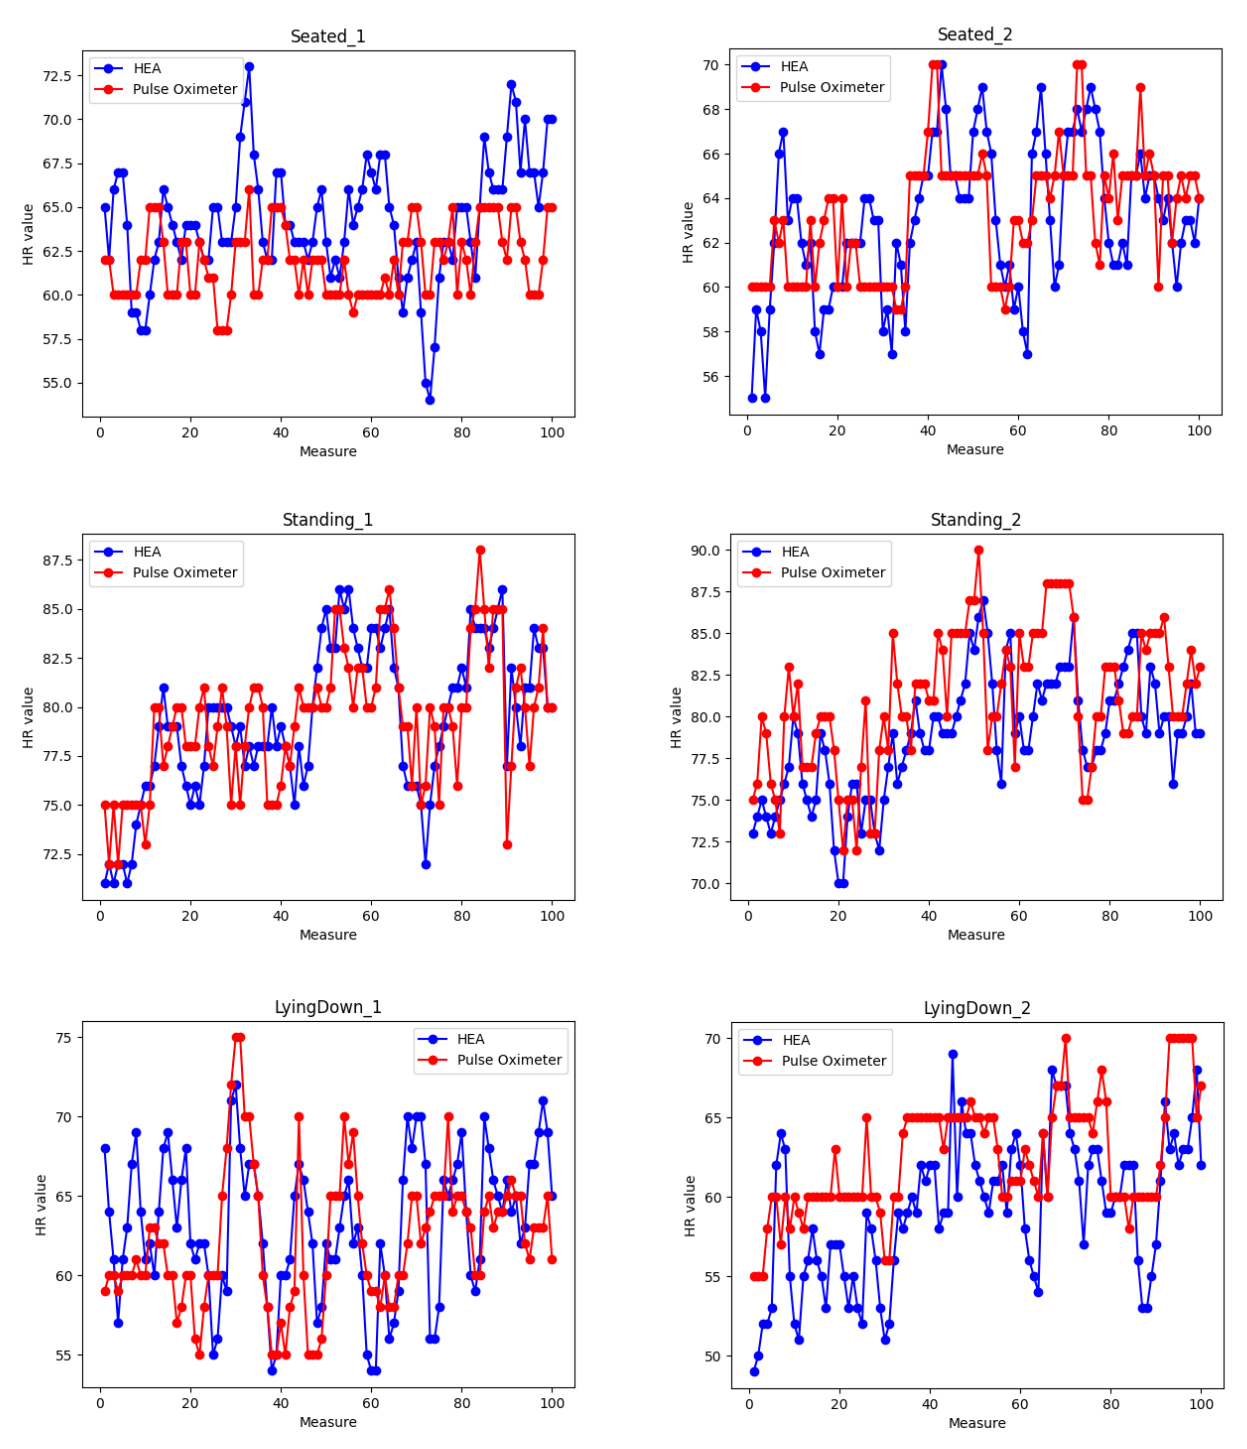 Seated_1
HEA
Pulse Oximeter
72.5
70.0
67.5
65.0
62.5
60.0
57.5
55.0
HR value
0 20 40 60 80 100
Measure
Seated_2
HEA
Pulse Oximeter
70
68
66
64
62
60
58
56
HR value
0 20 40 60 80 100
Measure
Standing_1
HEA
Pulse Oximeter
87.5
85.0
82.5
80.0
77.5
75.0
72.5
HR value
0 20 40 60 80 100
Measure
Standing_2
HEA
Pulse Oximeter
90.0
87.5
85.0
82.5
80.0
77.5
75.0
72.5
70.0
HR value
0 20 40 60 80 100
Measure
LyingDown_1
HEA
Pulse Oximeter
75
70
65
60
55
HR value
0 20 40 60 80 100
Measure
LyingDown_2
HEA
Pulse Oximeter
70
65
60
55
50
HR value
0 20 40 60 80 100
Measure